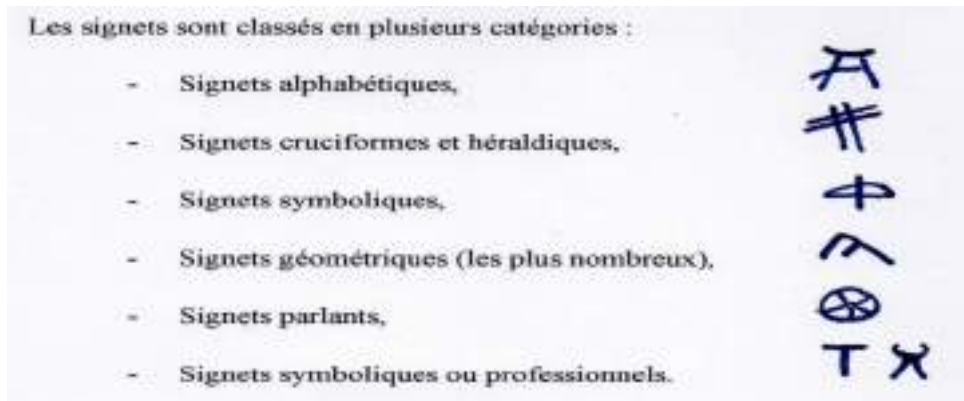 Les signets sont classés en plusieurs catégories :
- Signets alphabétiques,
- Signets cruciformes et héraldiques,
- Signets symboliques,
- Signets géométriques (les plus nombreux),
- Signets parlants,
- Signets symboliques ou professionnels.